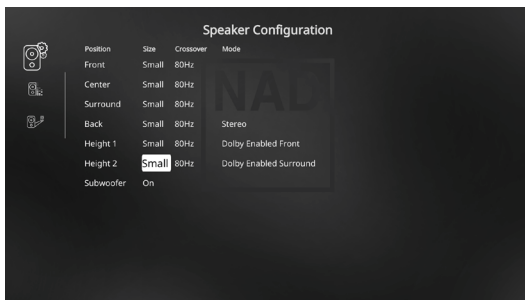 Speaker Configuration
Position Size Crossover Mode
Front Small 80Hz
Center Small 80Hz
Surround Small 80Hz
Back Small 80Hz Stereo
Height 1 Small 80Hz Dolby Enabled Front
Height 2 Small 80Hz Dolby Enabled Surround
Subwoofer On
NAD